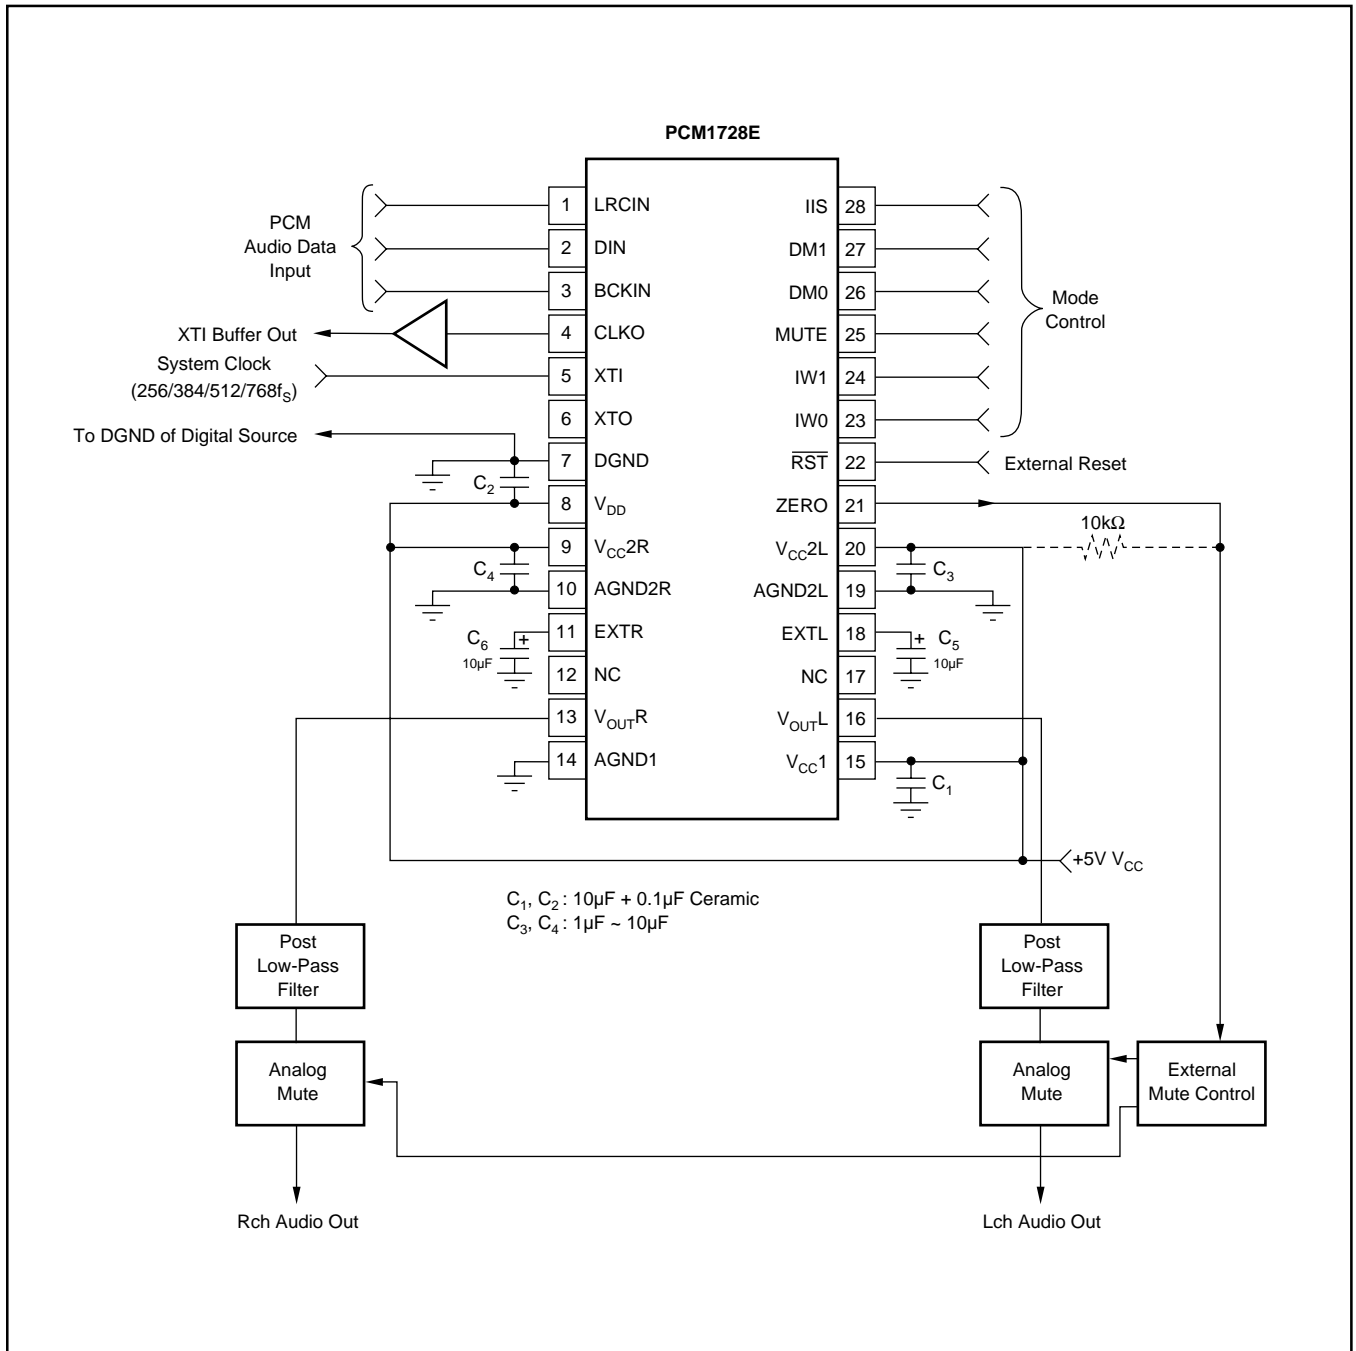 PCM1728E
PCM
Audio Data
Input
XTI Buffer Out
System Clock
(256/384/512/768fS)
To DGND of Digital Source
1 LRCIN
2 DIN
3 BCKIN
4 CLKO
5 XTI
6 XTO
7 DGND
C2
8 VDD
9 VCC2R
C4
10 AGND2R
11 EXTR
C6 +
10µF
12 NC
13 VOUTR
14 AGND1
IIS 28
DM1 27
DM0 26
MUTE 25
IW1 24
IW0 23
R̅S̅T̅ 22
ZERO 21
VCC2L 20
C3
AGND2L 19
EXTL 18
+ C5
10µF
NC 17
VOUTL 16
VCC1 15
C1
Mode
Control
External Reset
10kΩ
+5V VCC
C1, C2 : 10µF + 0.1µF Ceramic
C3, C4 : 1µF ~ 10µF
Post
Low-Pass
Filter
Analog
Mute
Rch Audio Out
Post
Low-Pass
Filter
Analog
Mute
External
Mute Control
Lch Audio Out